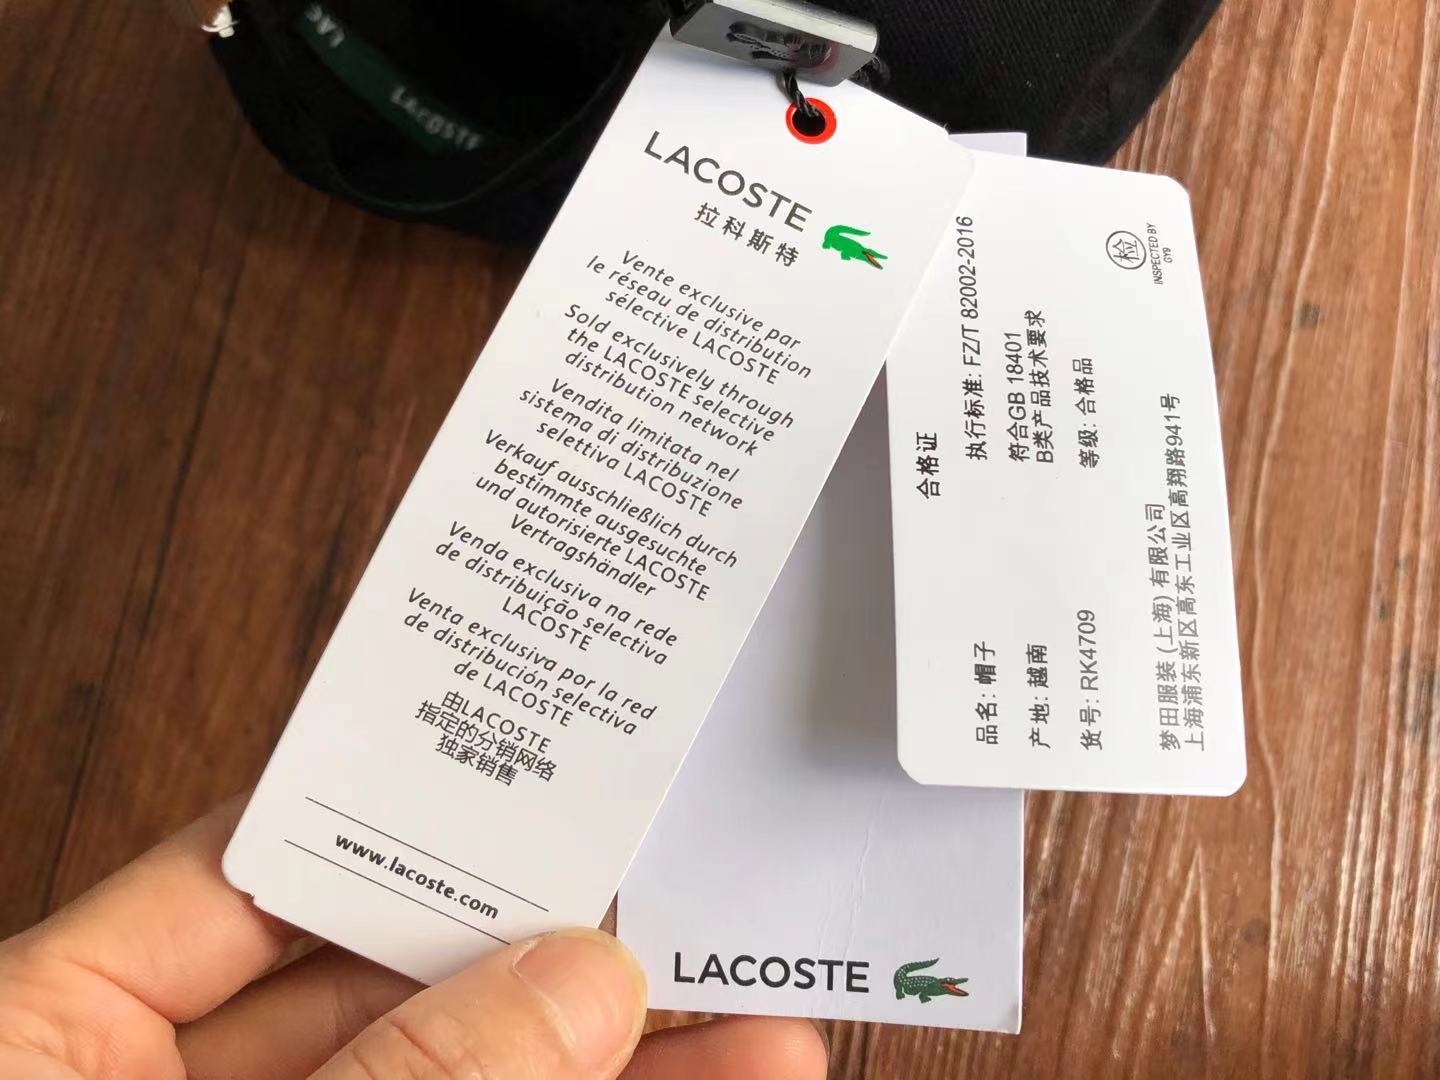 LACOSTE
LACOSTE
拉科斯特
Vente exclusive par
le réseau de distribution
sélective LACOSTE
Sold exclusively through
the LACOSTE selective
distribution network
Vendita limitata nel
sistema di distribuzione
selettiva LACOSTE
Verkauf ausschließlich durch
bestimmte ausgesuchte
und autorisierte LACOSTE
Vertragshändler
Venda exclusiva na rede
de distribuição selectiva
LACOSTE
Venta exclusiva por la red
de distribución selectiva
de LACOSTE
由LACOSTE
指定的分销网络
独家销售
www.lacoste.com
LACOSTE
合格证
品名: 帽子
执行标准: FZ/T 82002-2016
产地: 越南
符合GB 18401
B类产品技术要求
货号: RK4709
等级: 合格品
梦田服装(上海)有限公司
上海浦东新区高东工业区高翔路941号
检
INSPECTED BY
GY9